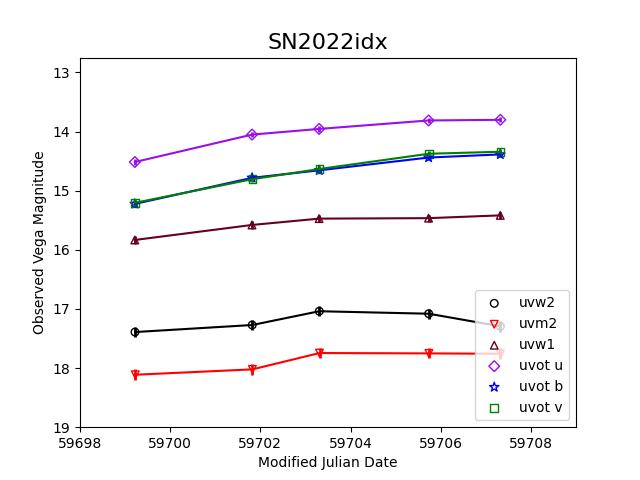 SN2022idx
13
14
15
16
17
18
19
Observed Vega Magnitude
59698 59700 59702 59704 59706 59708
Modified Julian Date
uvw2
uvm2
uvw1
uvot u
uvot b
uvot v